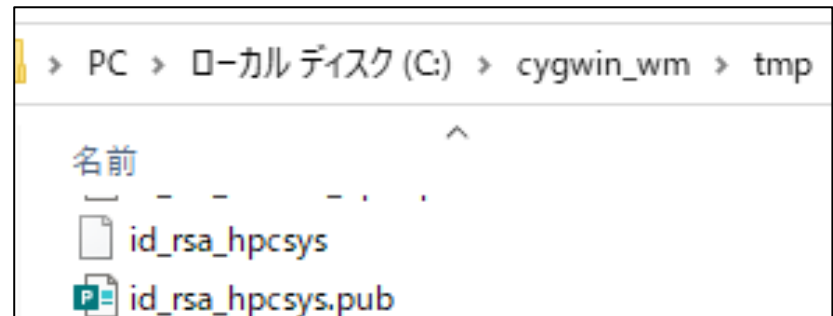 > PC > ローカル ディスク (C:) > cygwin_wm > tmp
名前
id_rsa_hpcsys
id_rsa_hpcsys.pub